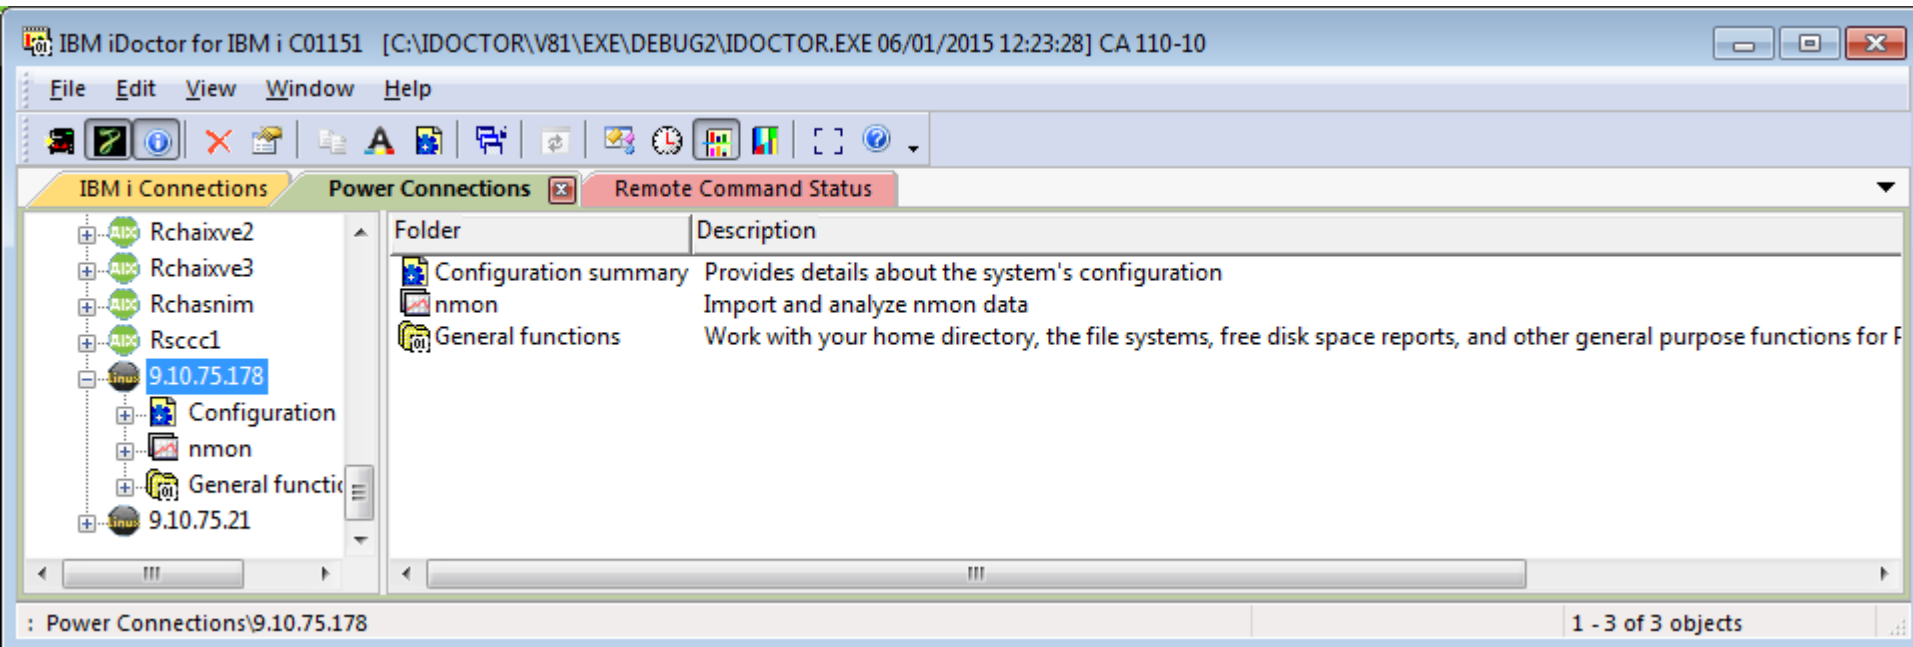 IBM iDoctor for IBM i C01151 [C:\IDOCTOR\V81\EXE\DEBUG2\IDOCTOR.EXE 06/01/2015 12:23:28] CA 110-10
File Edit View Window Help
IBM i Connections Power Connections Remote Command Status
Rchaixve2
Rchaixve3
Rchasnim
Rsccc1
9.10.75.178
Configuration
nmon
General functic
9.10.75.21
Folder Description
Configuration summary Provides details about the system's configuration
nmon Import and analyze nmon data
General functions Work with your home directory, the file systems, free disk space reports, and other general purpose functions for
: Power Connections\9.10.75.178 1 - 3 of 3 objects